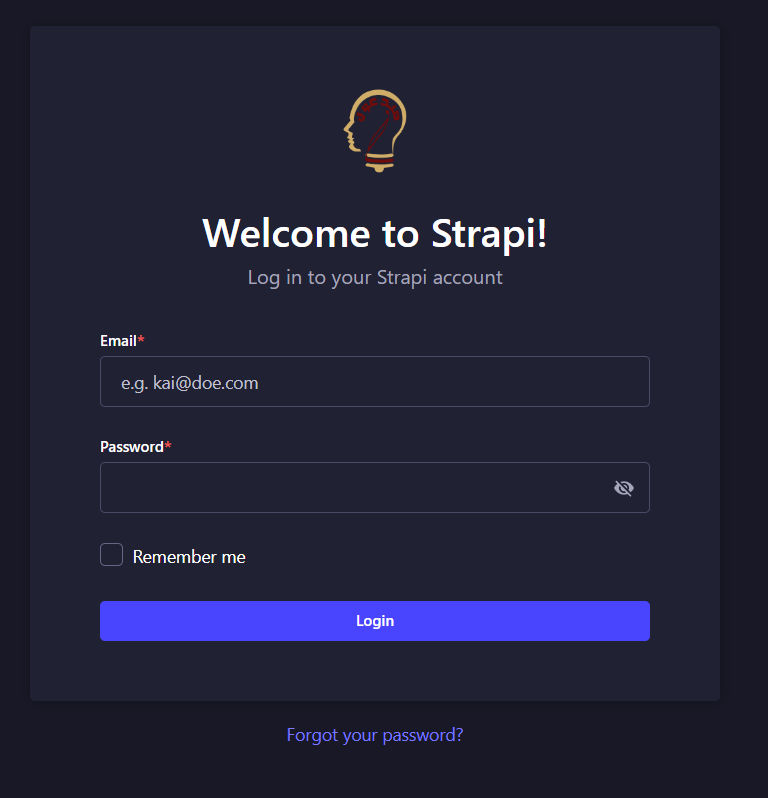 Welcome to Strapi!
Log in to your Strapi account
Email*
e.g. kai@doe.com
Password*
Remember me
Login
Forgot your password?